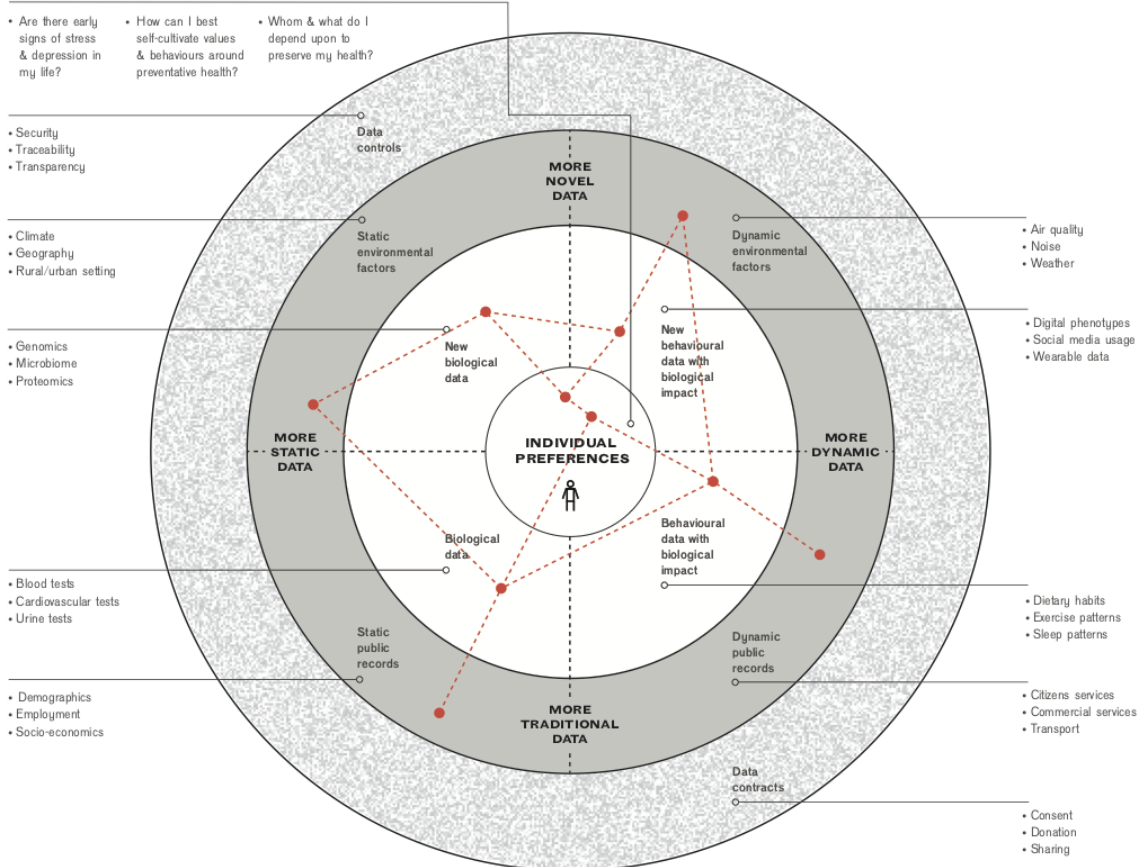 • Are there early
signs of stress
& depression in
my life?
• How can I best
self-cultivate values
& behaviours around
preventative health?
• Whom & what do I
depend upon to
preserve my health?
• Security
• Traceability
• Transparency
Data
controls
MORE
NOVEL
DATA
• Climate
• Geography
• Rural/urban setting
Static
environmental
factors
Dynamic
environmental
factors
• Air quality
• Noise
• Weather
• Genomics
• Microbiome
• Proteomics
New
biological
data
New
behavioural
data with
biological
impact
• Digital phenotypes
• Social media usage
• Wearable data
MORE
STATIC
DATA
INDIVIDUAL
PREFERENCES
MORE
DYNAMIC
DATA
Biological
data
Behavioural
data with
biological
impact
• Blood tests
• Cardiovascular tests
• Urine tests
• Dietary habits
• Exercise patterns
• Sleep patterns
Static
public
records
Dynamic
public
records
• Demographics
• Employment
• Socio-economics
MORE
TRADITIONAL
DATA
• Citizens services
• Commercial services
• Transport
Data
contracts
• Consent
• Donation
• Sharing